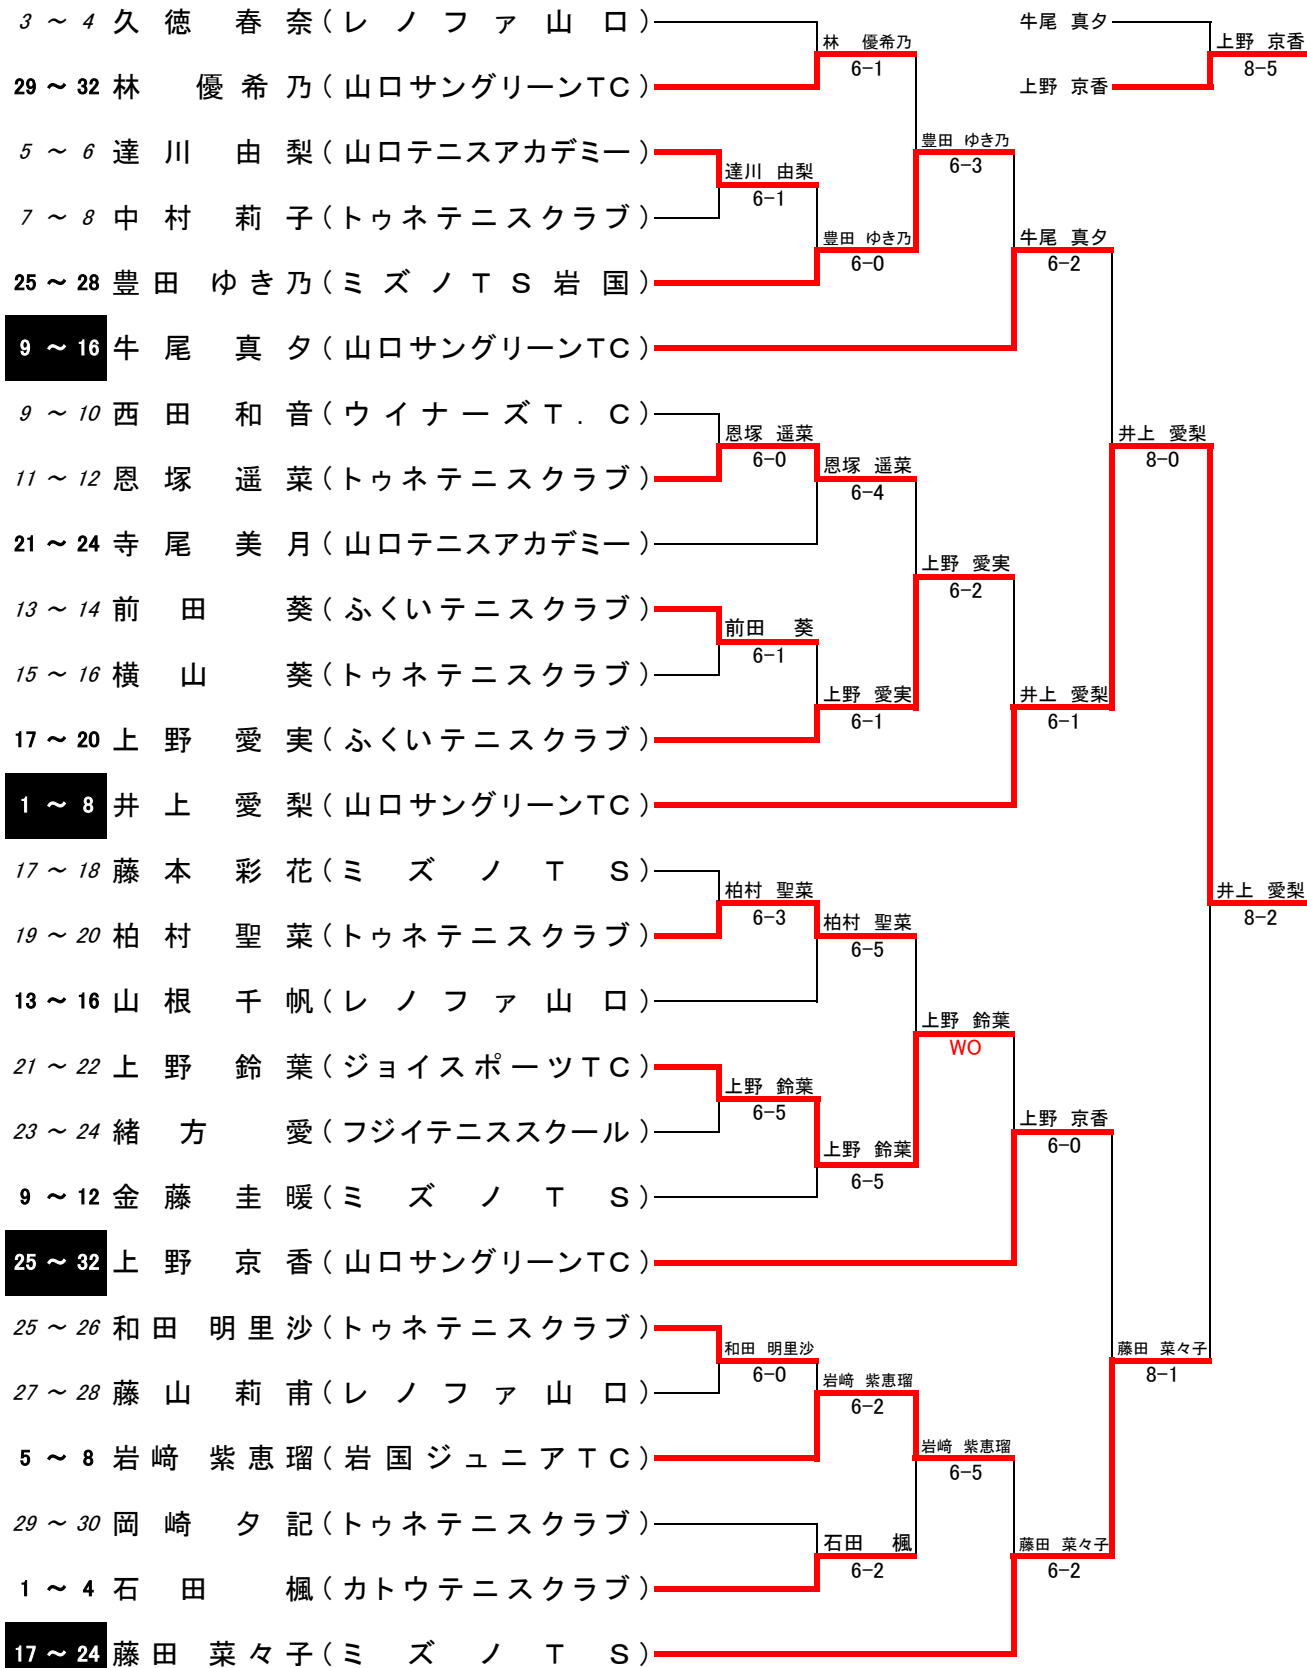 3 ～ 4 久徳 春奈(レノファ山口)
29 ～ 32 林 優希乃(山口サングリーンTC)
5 ～ 6 達川 由梨(山口テニスアカデミー)
7 ～ 8 中村 莉子(トゥネテニスクラブ)
25 ～ 28 豊田 ゆき乃(ミズノTS岩国)
9 ～ 16 牛尾 真夕(山口サングリーンTC)
9 ～ 10 西田 和音(ウイナーズT.C)
11 ～ 12 恩塚 遥菜(トゥネテニスクラブ)
21 ～ 24 寺尾 美月(山口テニスアカデミー)
13 ～ 14 前田 葵(ふくいテニスクラブ)
15 ～ 16 横山 葵(トゥネテニスクラブ)
17 ～ 20 上野 愛実(ふくいテニスクラブ)
1 ～ 8 井上 愛梨(山口サングリーンTC)
17 ～ 18 藤本 彩花(ミズノTS)
19 ～ 20 柏村 聖菜(トゥネテニスクラブ)
13 ～ 16 山根 千帆(レノファ山口)
21 ～ 22 上野 鈴葉(ジョイスポーツTC)
23 ～ 24 緒方 愛(フジイテニススクール)
9 ～ 12 金藤 圭暖(ミズノTS)
25 ～ 32 上野 京香(山口サングリーンTC)
25 ～ 26 和田 明里沙(トゥネテニスクラブ)
27 ～ 28 藤山 莉甫(レノファ山口)
5 ～ 8 岩﨑 紫恵瑠(岩国ジュニアTC)
29 ～ 30 岡崎 夕記(トゥネテニスクラブ)
1 ～ 4 石田 楓(カトウテニスクラブ)
17 ～ 24 藤田 菜々子(ミズノTS)
達川 由梨
6-1
恩塚 遥菜
6-0
前田 葵
6-1
柏村 聖菜
6-3
上野 鈴葉
6-5
和田 明里沙
6-0
林 優希乃
6-1
豊田 ゆき乃
6-0
恩塚 遥菜
6-4
上野 愛実
6-1
柏村 聖菜
6-5
上野 鈴葉
6-5
岩﨑 紫恵瑠
6-2
石田 楓
6-2
豊田 ゆき乃
6-3
上野 愛実
6-2
上野 鈴葉
WO
岩﨑 紫恵瑠
6-5
牛尾 真夕
6-2
井上 愛梨
6-1
上野 京香
6-0
藤田 菜々子
6-2
井上 愛梨
8-0
藤田 菜々子
8-1
井上 愛梨
8-2
牛尾 真夕
上野 京香
上野 京香
8-5